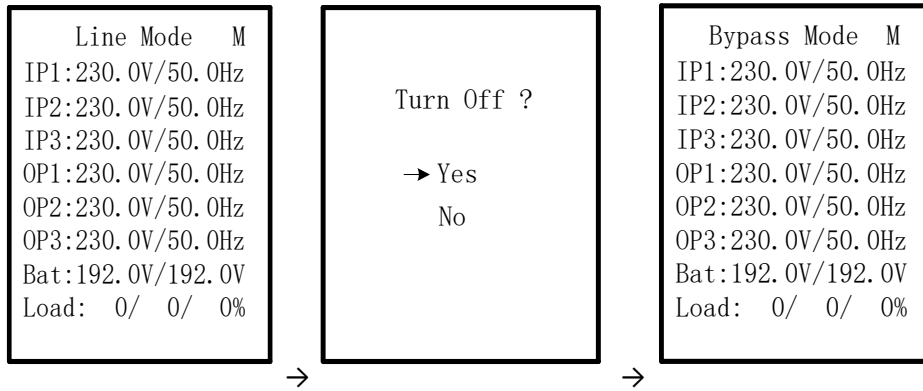 Line Mode M
IP1:230.0V/50.0Hz
IP2:230.0V/50.0Hz
IP3:230.0V/50.0Hz
OP1:230.0V/50.0Hz
OP2:230.0V/50.0Hz
OP3:230.0V/50.0Hz
Bat:192.0V/192.0V
Load: 0/ 0/ 0%
→
Turn Off ?
→ Yes
No
→
Bypass Mode M
IP1:230.0V/50.0Hz
IP2:230.0V/50.0Hz
IP3:230.0V/50.0Hz
OP1:230.0V/50.0Hz
OP2:230.0V/50.0Hz
OP3:230.0V/50.0Hz
Bat:192.0V/192.0V
Load: 0/ 0/ 0%